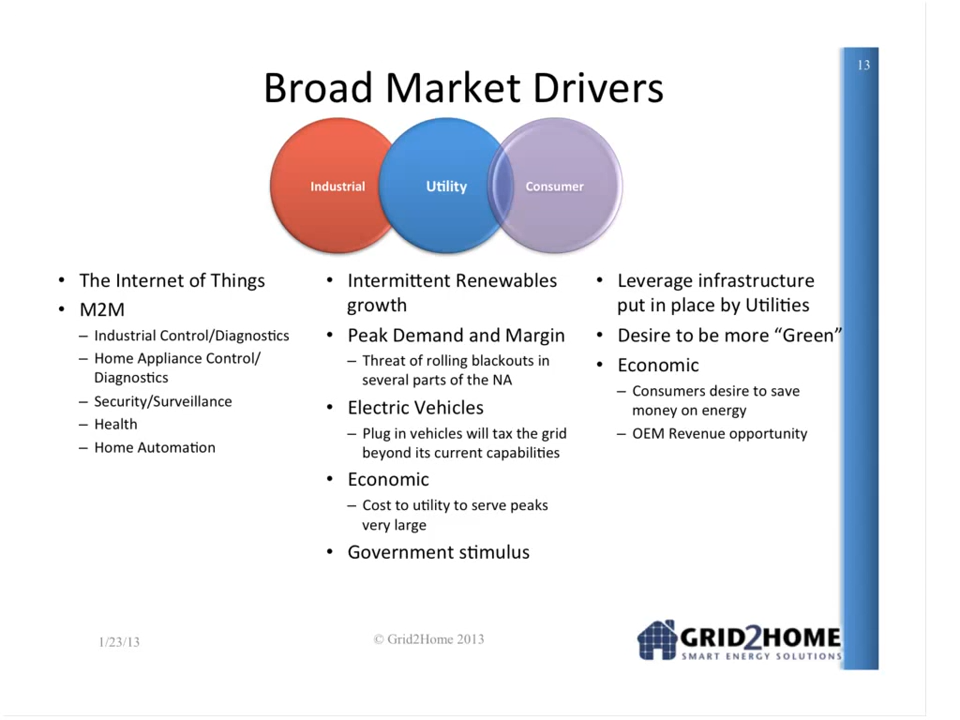 13
Broad Market Drivers
Industrial
Utility
Consumer
• The Internet of Things
• M2M
– Industrial Control/Diagnostics
– Home Appliance Control/
Diagnostics
– Security/Surveillance
– Health
– Home Automation
• Intermittent Renewables
growth
• Peak Demand and Margin
– Threat of rolling blackouts in
several parts of the NA
• Electric Vehicles
– Plug in vehicles will tax the grid
beyond its current capabilities
• Economic
– Cost to utility to serve peaks
very large
• Government stimulus
• Leverage infrastructure
put in place by Utilities
• Desire to be more “Green”
• Economic
– Consumers desire to save
money on energy
– OEM Revenue opportunity
1/23/13
© Grid2Home 2013
GRID2HOME
SMART ENERGY SOLUTIONS